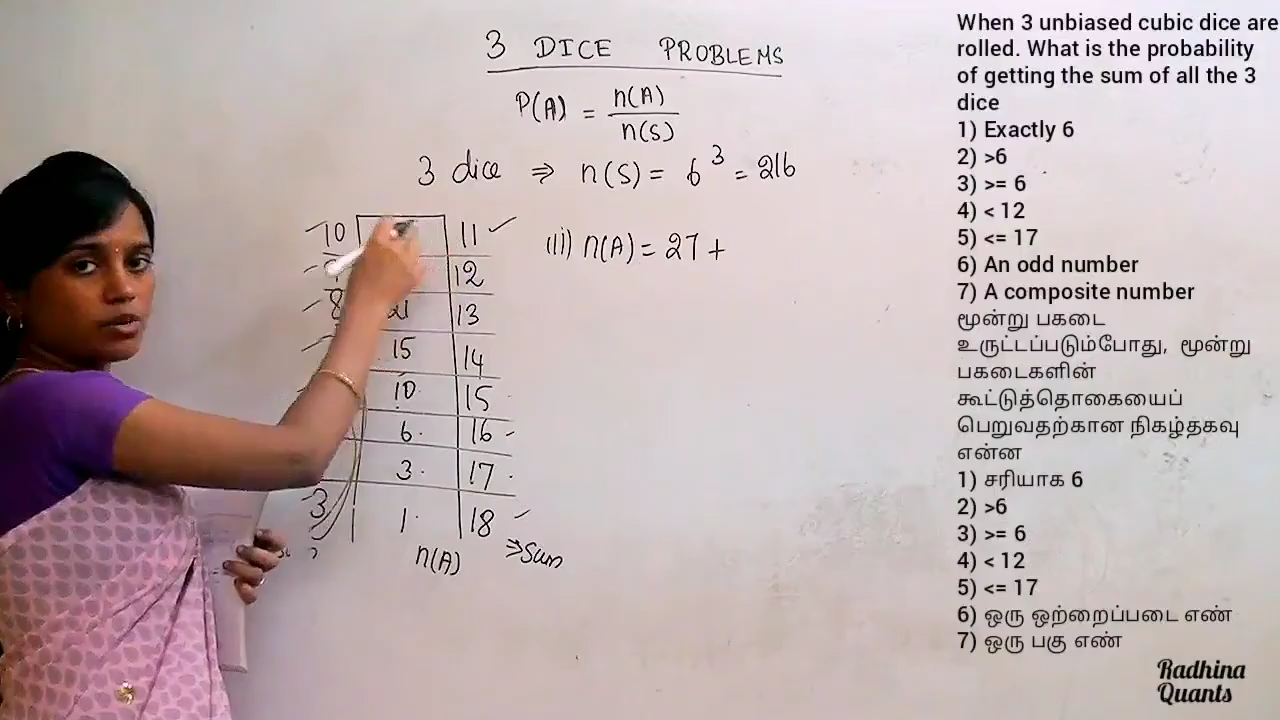 3 DICE PROBLEMS
P(A) = n(A)
n(S)
3 dice ⇒ n(S) = 6³ = 216
10 11 ✓
12
8 21 13
15 14
10 15
6 16
3 17
3 1 18
n(A) ⇒Sum
(ii) n(A) = 27 +
When 3 unbiased cubic dice are
rolled. What is the probability
of getting the sum of all the 3
dice
1) Exactly 6
2) >6
3) >= 6
4) < 12
5) <= 17
6) An odd number
7) A composite number
மூன்று பகடை
உருட்டப்படும்போது, மூன்று
பகடைகளின்
கூட்டுத்தொகையைப்
பெறுவதற்கான நிகழ்தகவு
என்ன
1) சரியாக 6
2) >6
3) >= 6
4) < 12
5) <= 17
6) ஒரு ஒற்றைப்படை எண்
7) ஒரு பகு எண்
Radhina
Quants